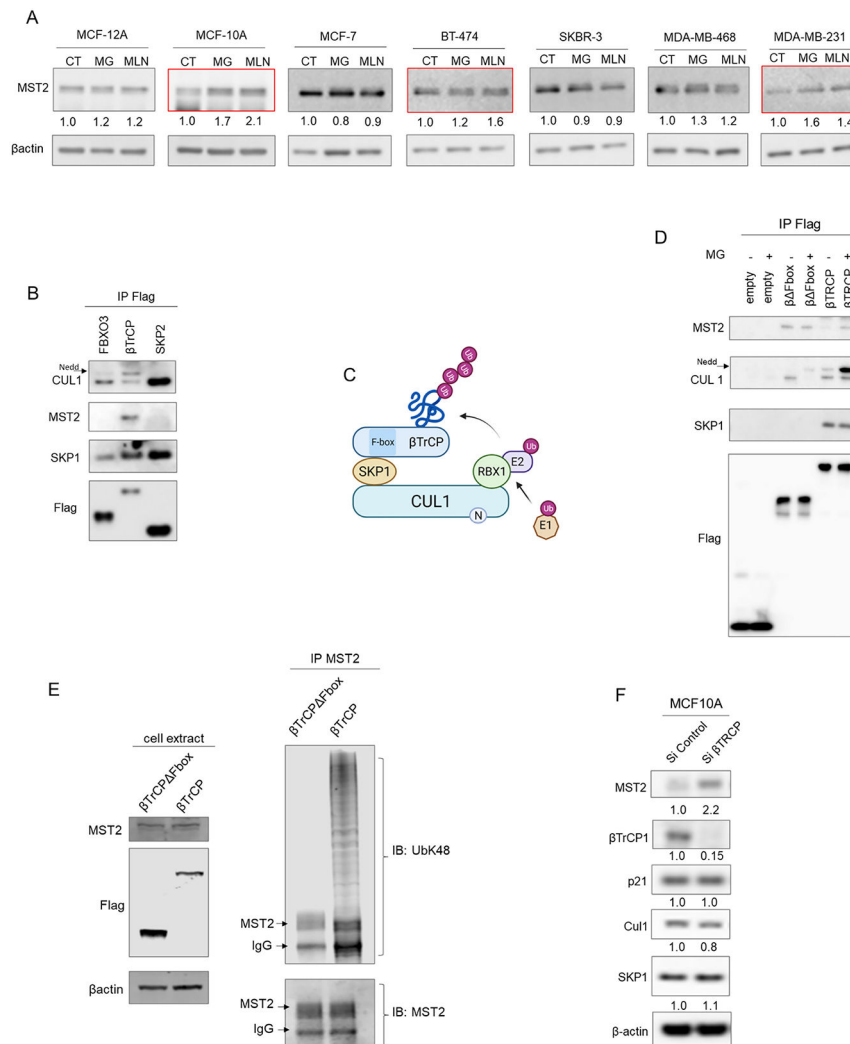 A
MCF-12A MCF-10A MCF-7 BT-474 SKBR-3 MDA-MB-468 MDA-MB-231
CT MG MLN CT MG MLN CT MG MLN CT MG MLN CT MG MLN CT MG MLN CT MG MLN
MST2
1.0 1.2 1.2 1.0 1.7 2.1 1.0 0.8 0.9 1.0 1.2 1.6 1.0 0.9 0.9 1.0 1.3 1.2 1.0 1.6 1.4
βactin
B
IP Flag
FBXO3 βTrCP SKP2
Nedd
CUL1
MST2
SKP1
Flag
C
Ub
Ub
Ub
Ub
F-box βTrCP
SKP1
RBX1
E2
Ub
CUL1
N
Ub
E1
D
IP Flag
MG - + - + - +
empty empty βΔFbox βΔFbox βTRCP βTRCP
MST2
Nedd
CUL 1
SKP1
Flag
E
cell extract
βTrCPΔFbox βTrCP
MST2
Flag
βactin
IP MST2
βTrCPΔFbox βTrCP
IB: UbK48
MST2
IgG
MST2
IB: MST2
IgG
F
MCF10A
Si Control Si βTRCP
MST2
1.0 2.2
βTrCP1
1.0 0.15
p21
1.0 1.0
Cul1
1.0 0.8
SKP1
1.0 1.1
β-actin